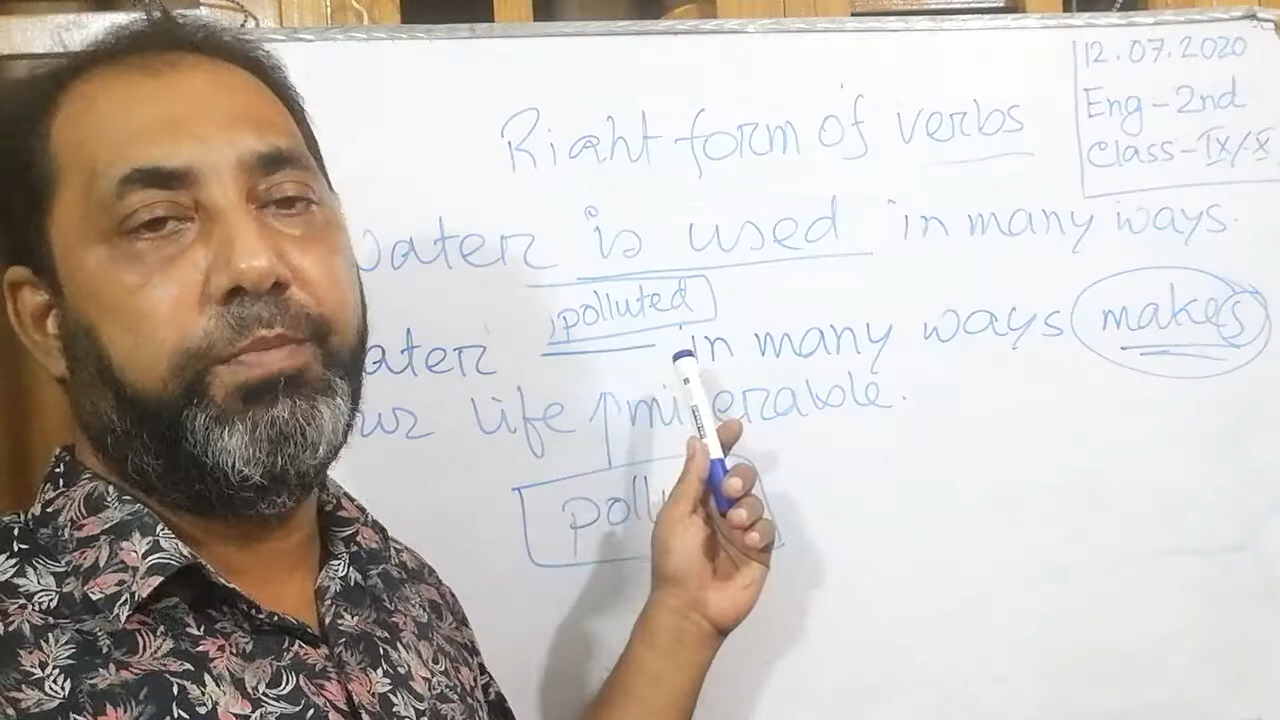 12.07.2020
Eng-2nd
Class-IX/X
Right form of verbs
water is used in many ways.
polluted
ater in many ways makes
ur life miserable.
poll